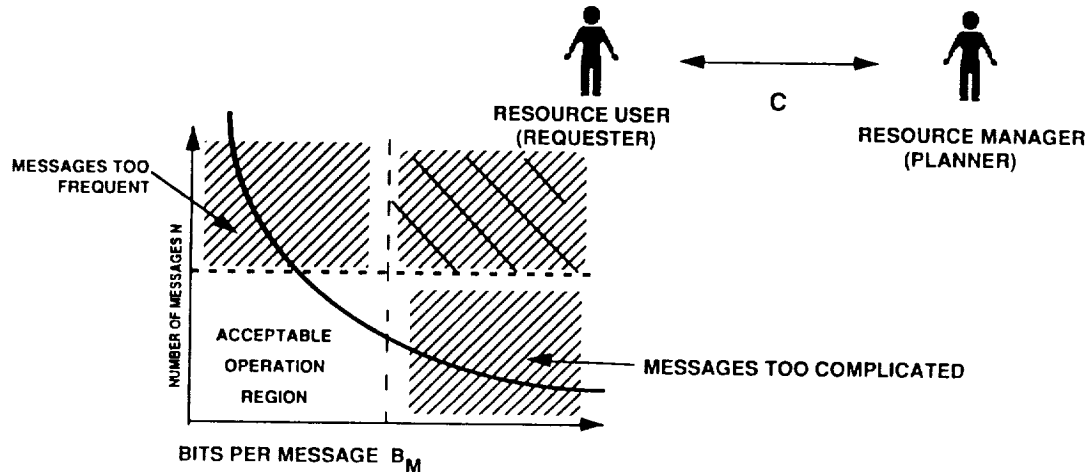 RESOURCE USER
(REQUESTER)
C
RESOURCE MANAGER
(PLANNER)
MESSAGES TOO
FREQUENT
NUMBER OF MESSAGES N
ACCEPTABLE
OPERATION
REGION
MESSAGES TOO COMPLICATED
BITS PER MESSAGE B_M